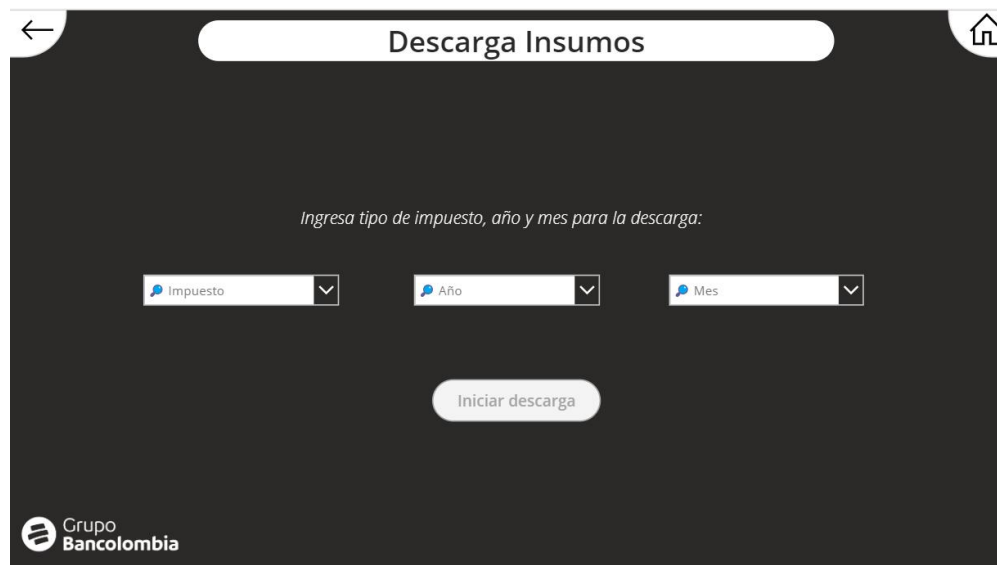 Descarga Insumos
Ingresa tipo de impuesto, año y mes para la descarga:
Impuesto
Año
Mes
Iniciar descarga
Grupo
Bancolombia